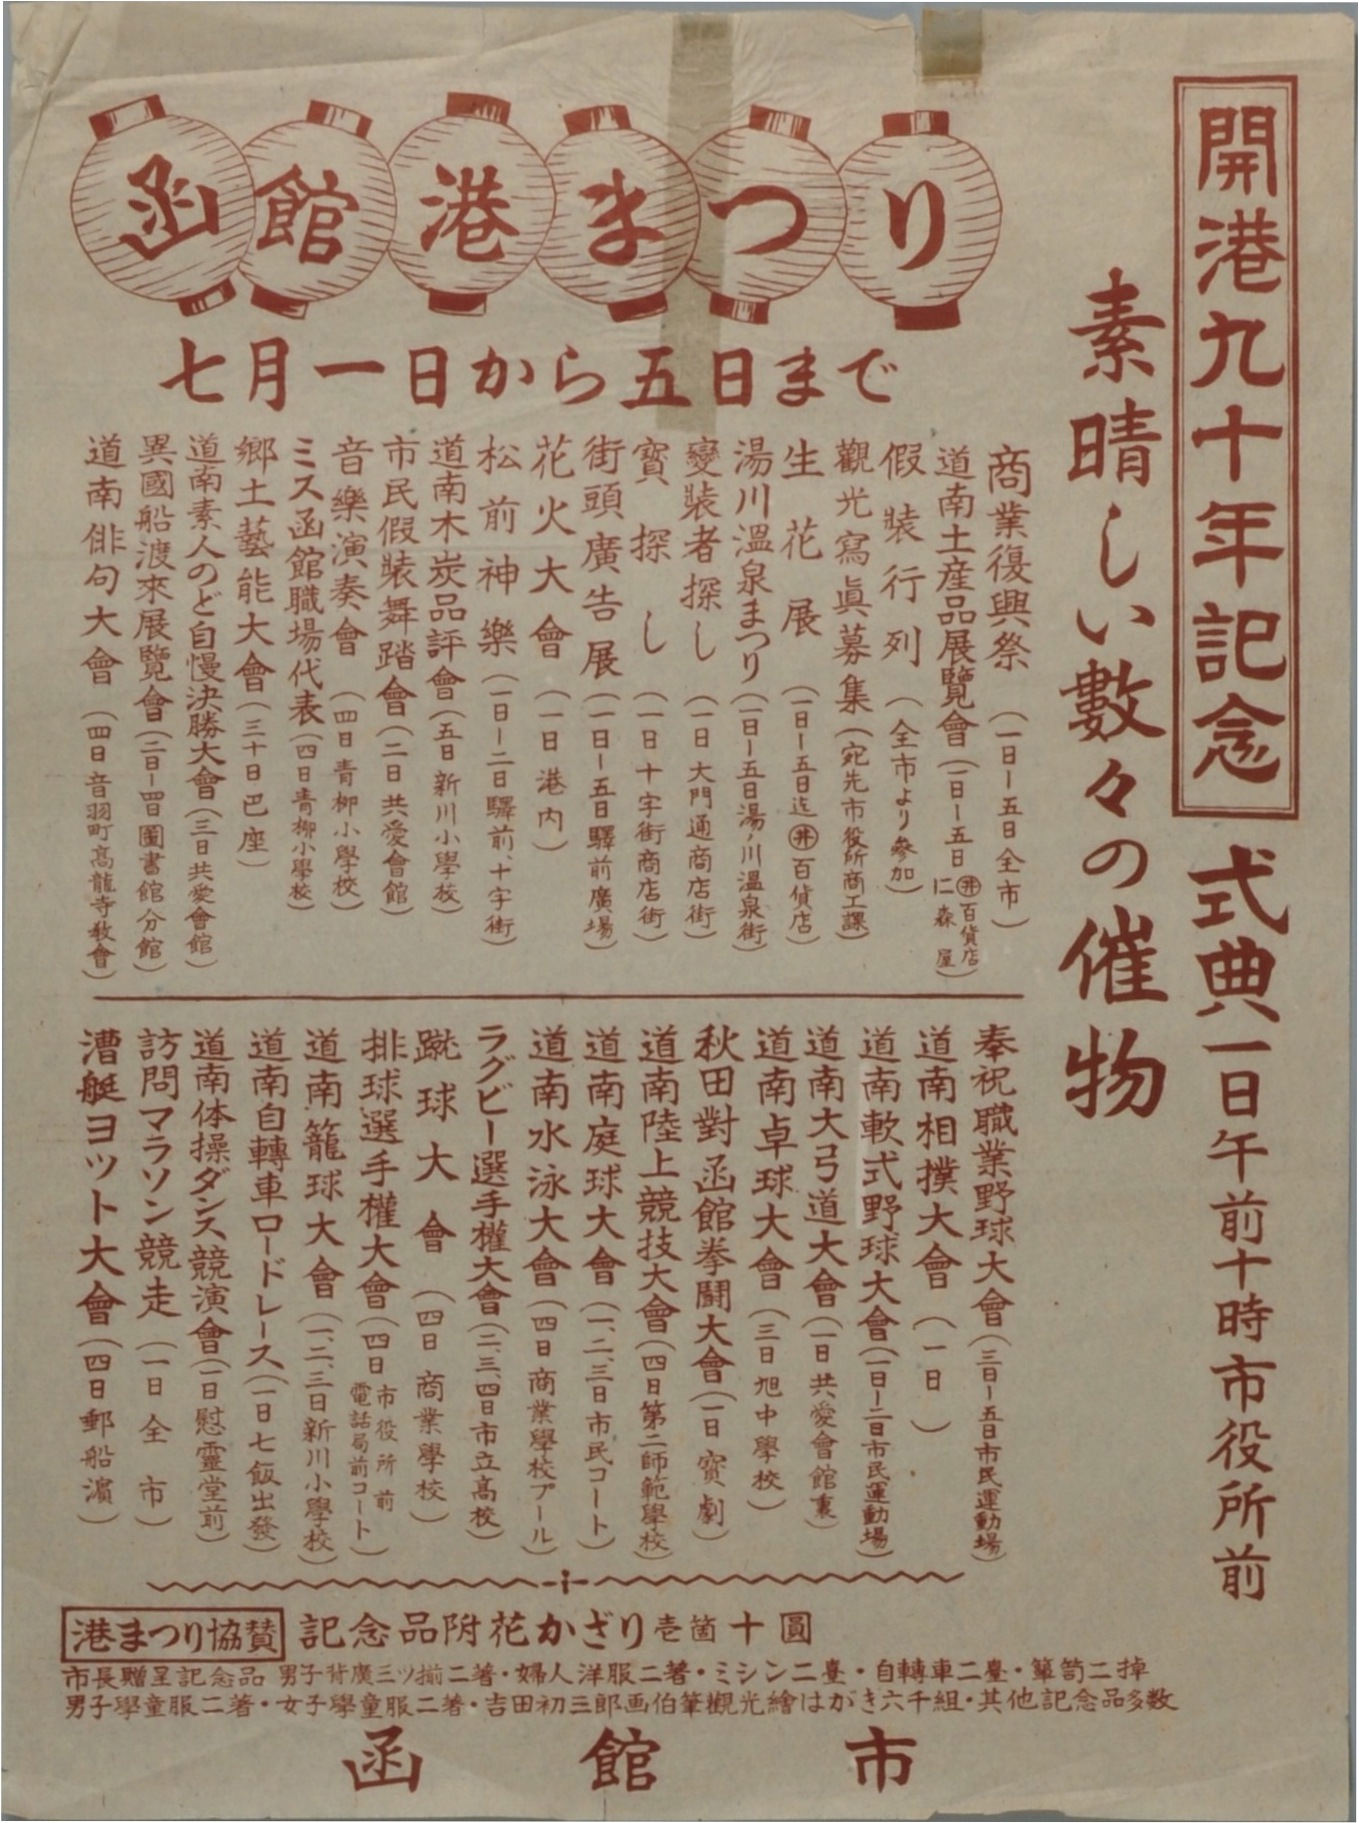 開港九十年記念 式典一日午前十時市役所前
素晴しい數々の催物
函館港まつり
七月一日から五日まで
商業復興祭(一日ー五日全市)
道南土産品展覽會(一日ー五日 ㊉百貨店 仁森屋)
假裝行列(全市より參加)
觀光寫眞募集(宛先市役所商工課)
生花展(一日ー五日迄百貨店)
湯川溫泉まつり(一日ー五日湯ノ川溫泉街)
變裝者探し(一日大門通商店街)
寶探し(一日十字街商店街)
街頭廣告展(一日ー五日驛前廣場)
花火大會(一日港内)
松前神樂(一日ー二日驛前、十字街)
道南木炭品評會(五日新川小學校)
市民假裝舞踏會(二日共愛會館)
音樂演奏會(四日青柳小學校)
ミス函館職場代表(四日青柳小學校)
鄉土藝能大會(三十日巴座)
道南素人のど自慢決勝大會(三日共愛會館)
異國船渡來展覽會(二日ー四日圖書館分館)
道南俳句大會(四日音羽町高龍寺教會)
奉祝職業野球大會(三日ー五日市民運動場)
道南相撲大會(一日)
道南軟式野球大會(一日ー二日市民運動場)
道南大弓道大會(一日共愛會館裏)
道南卓球大會(三日旭中學校)
秋田對函館拳鬪大會(一日寶劇)
道南陸上競技大會(四日第二師範學校)
道南庭球大會(一、二、三日市民コート)
道南水泳大會(四日商業學校プール)
ラグビー選手權大會(二、三、四日市立高校)
蹴球大會(四日商業學校)
排球選手權大會(四日 市役所前 電話局前コート)
道南籠球大會(一、二、三日新川小學校)
道南自轉車ロードレース(一日七飯出發)
道南体操ダンス競演會(一日慰靈堂前)
訪問マラソン競走(一日全市)
漕艇ヨット大會(四日郵船濱)
港まつり協賛 記念品附花かざり壱箇十圓
市長贈呈記念品 男子背廣三ツ揃二著・婦人洋服二著・ミシン二臺・自轉車二臺・簞笥二掉
男子學童服二著・女子學童服二著・吉田初三郎画伯筆觀光繪はがき六千組・其他記念品多数
函館市